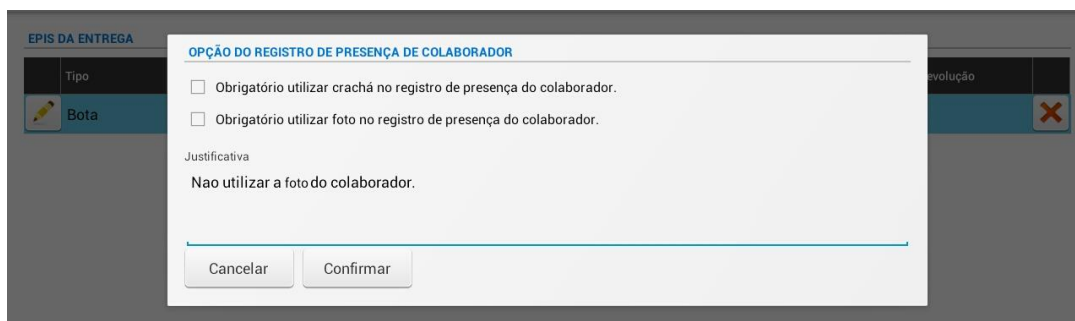 EPIS DA ENTREGA
OPÇÃO DO REGISTRO DE PRESENÇA DE COLABORADOR
Tipo
evolução
Obrigatório utilizar crachá no registro de presença do colaborador.
Bota
Obrigatório utilizar foto no registro de presença do colaborador.
Justificativa
Nao utilizar a foto do colaborador.
Cancelar Confirmar